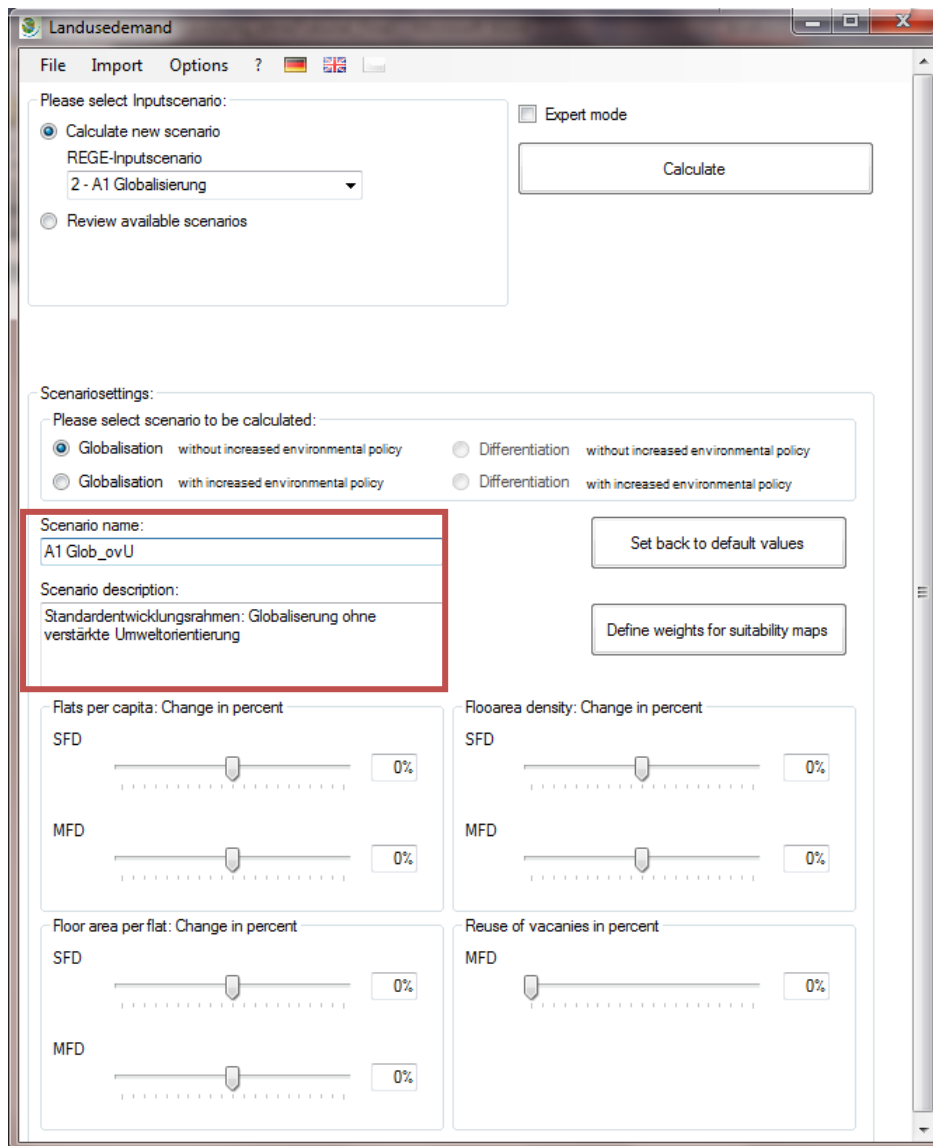 Landusedemand
File Import Options ?
Please select Inputscenario:
Calculate new scenario
REGE-Inputscenario
2 - A1 Globalisierung
Review available scenarios
Expert mode
Calculate
Scenariosettings:
Please select scenario to be calculated:
Globalisation without increased environmental policy
Differentiation without increased environmental policy
Globalisation with increased environmental policy
Differentiation with increased environmental policy
Scenario name:
A1 Glob_ovU
Set back to default values
Scenario description:
Standardentwicklungsrahmen: Globaliserung ohne
verstärkte Umweltorientierung
Define weights for suitability maps
Flats per capita: Change in percent
SFD
0%
MFD
0%
Flooarea density: Change in percent
SFD
0%
MFD
0%
Floor area per flat: Change in percent
SFD
0%
MFD
0%
Reuse of vacanies in percent
MFD
0%